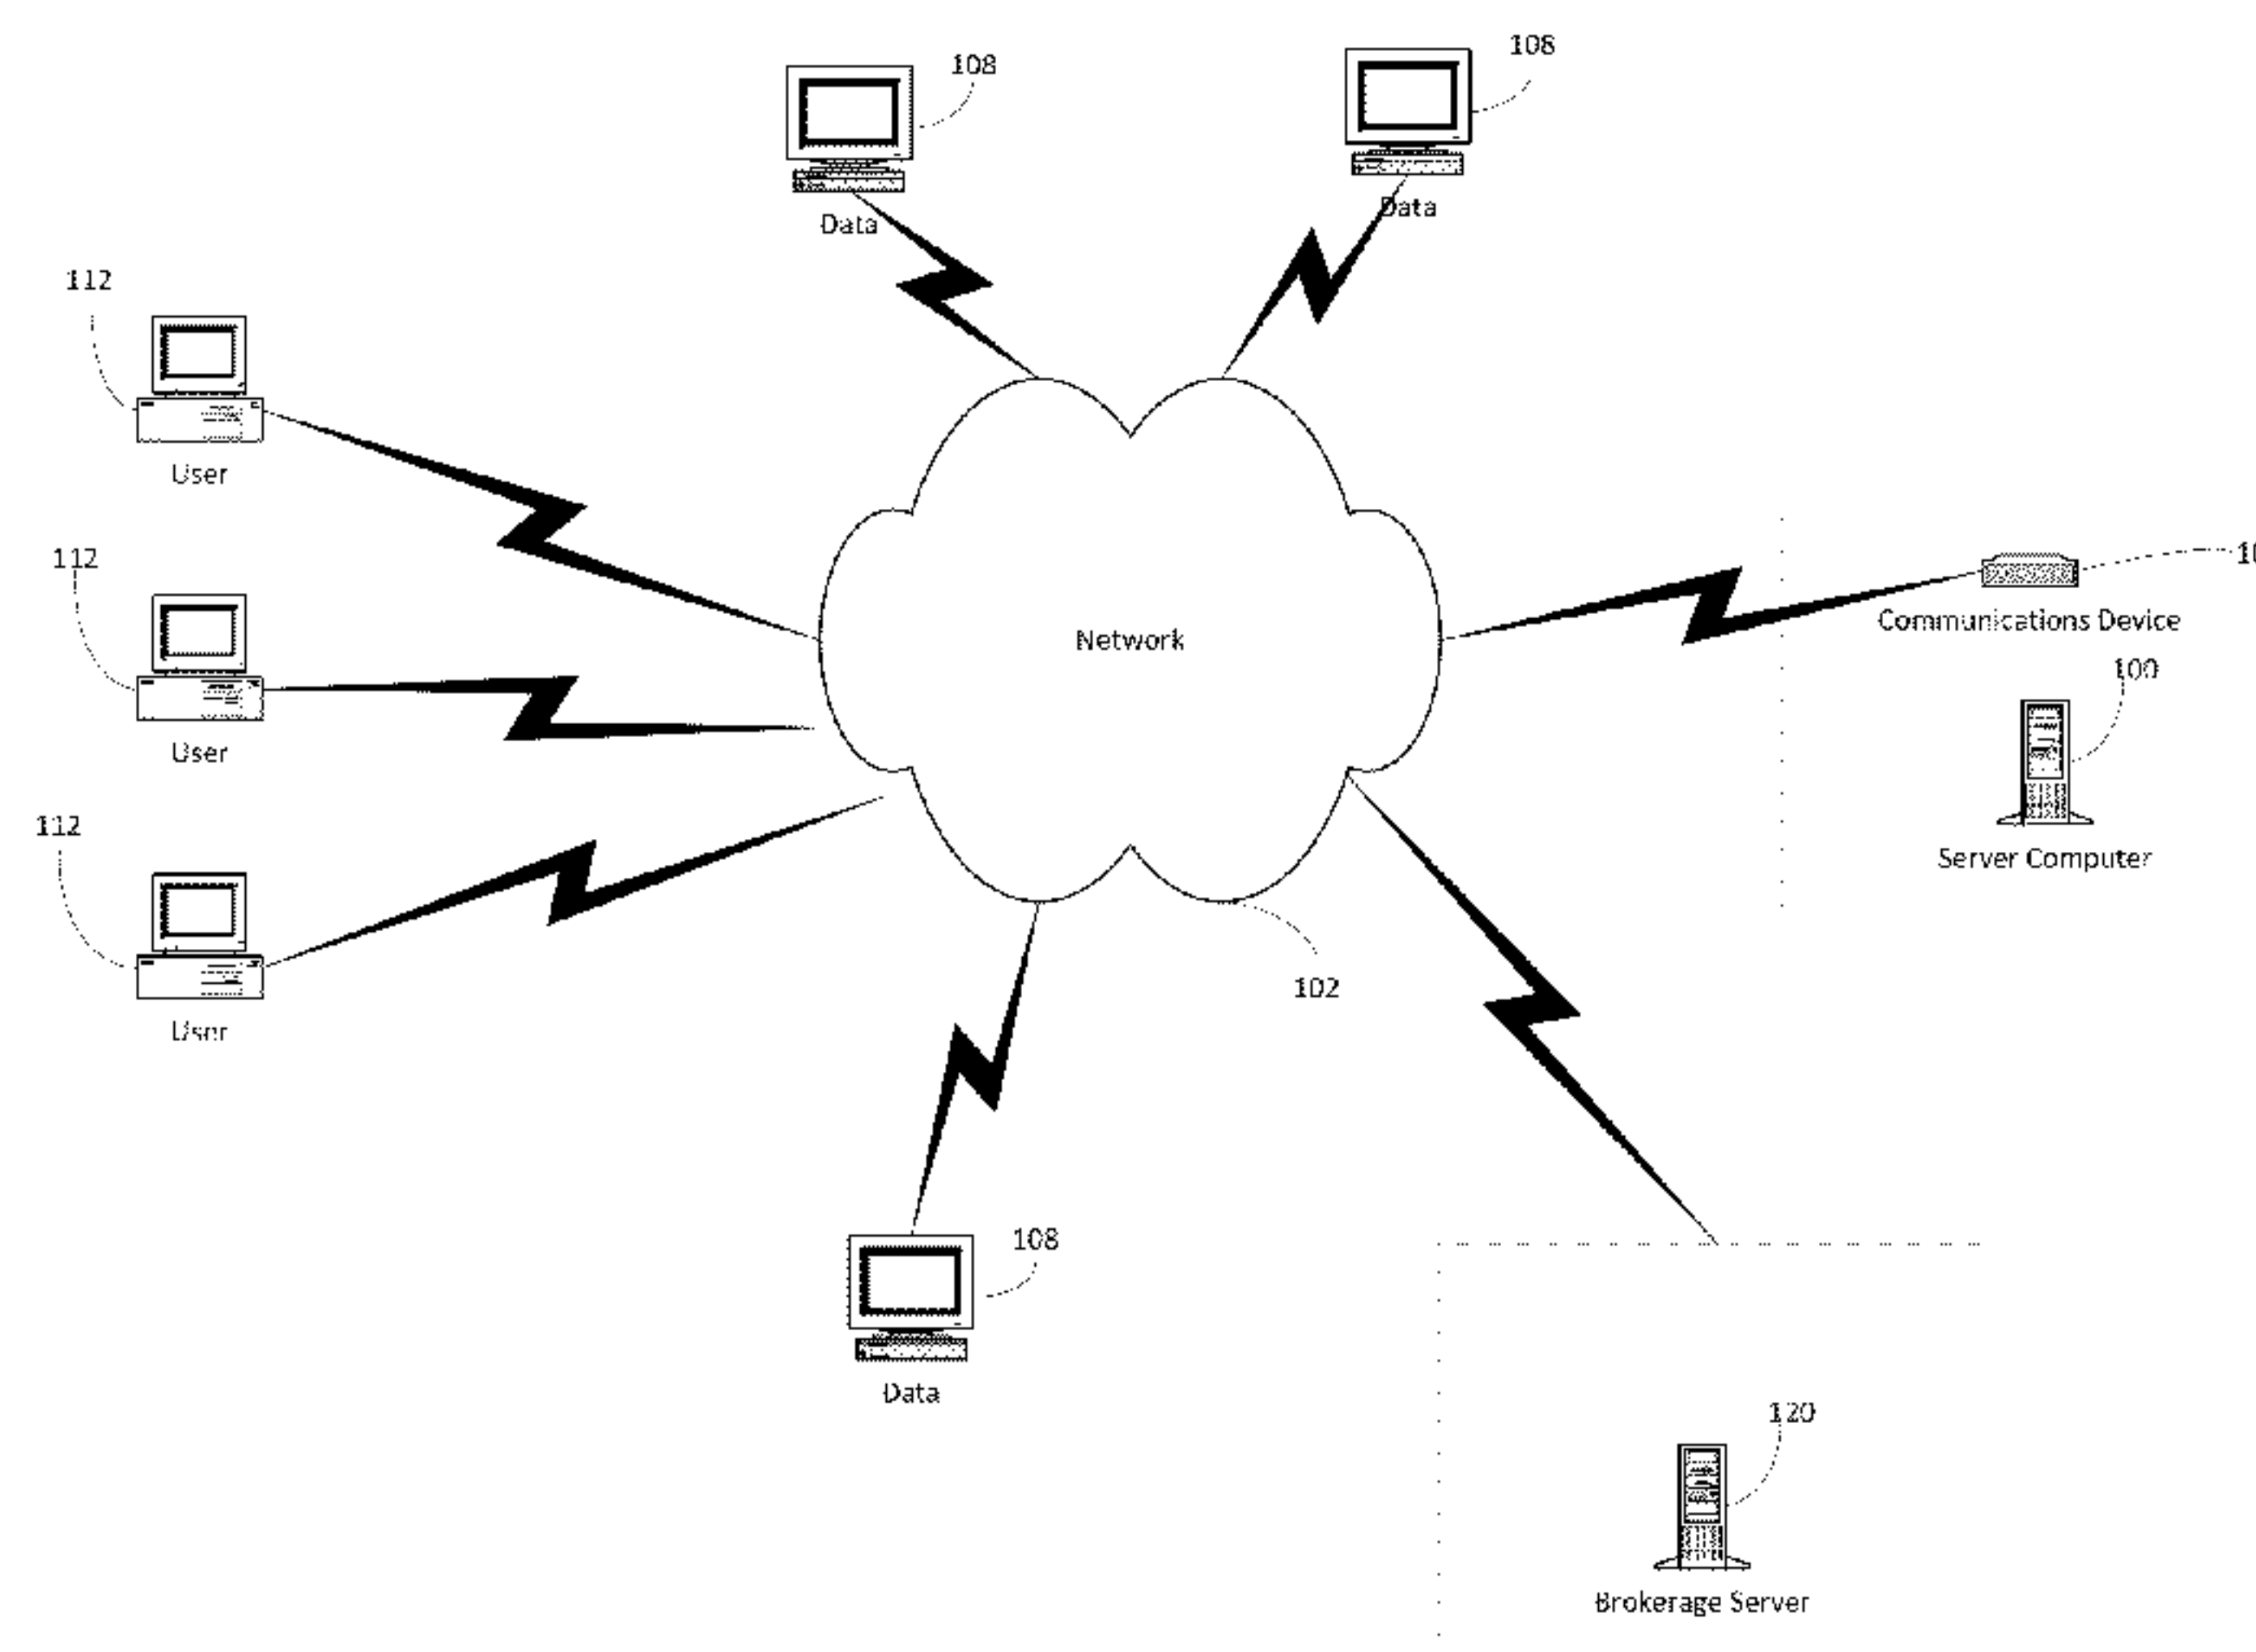 108
108
Data
Data
112
User
112
User
112
User
Network
Communications Device
100
Server Computer
102
108
Data
120
Brokerage Server